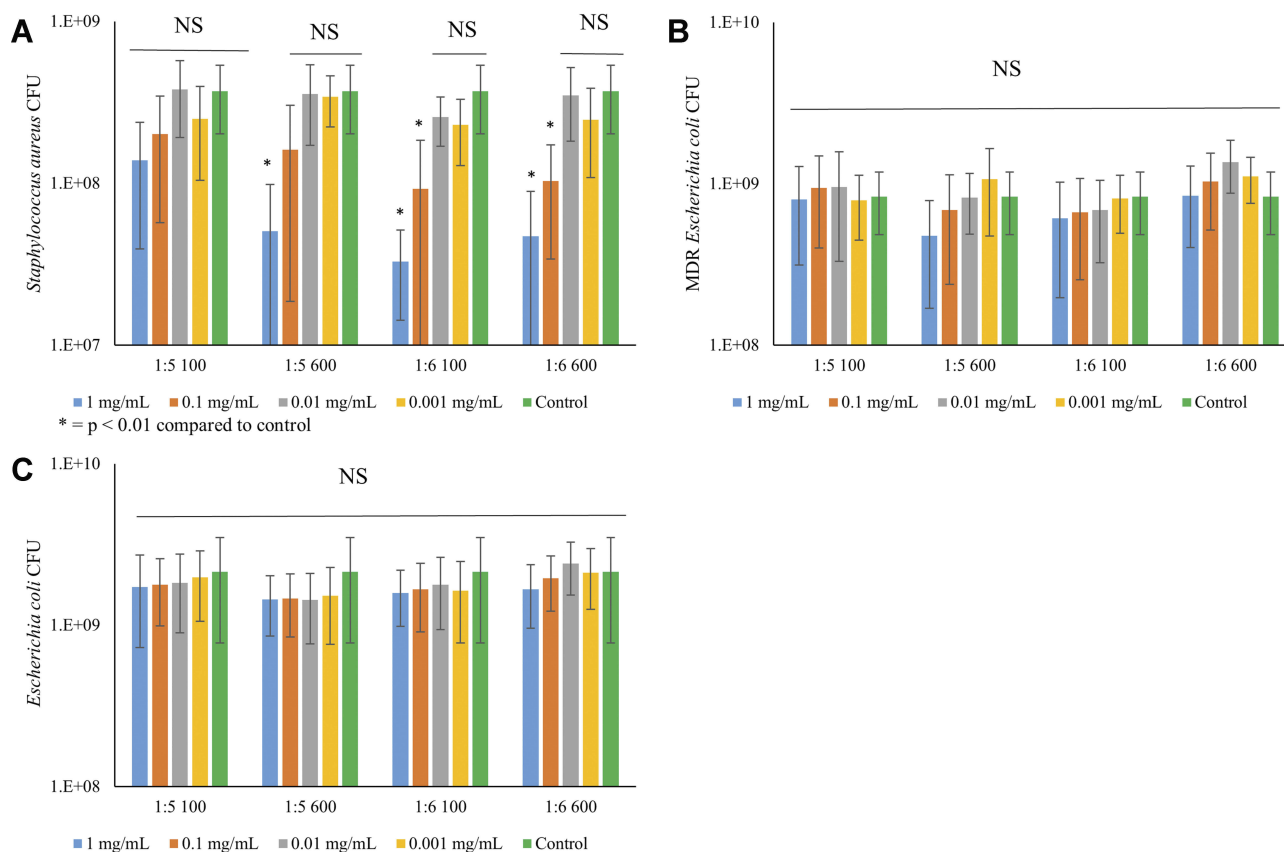 A
Staphylococcus aureus CFU
1.E+09
1.E+08
1.E+07
NS
NS
NS
NS
*
*
*
*
*
1:5 100
1:5 600
1:6 100
1:6 600
1 mg/mL
0.1 mg/mL
0.01 mg/mL
0.001 mg/mL
Control
* = p < 0.01 compared to control
B
MDR Escherichia coli CFU
1.E+10
1.E+09
1.E+08
NS
1:5 100
1:5 600
1:6 100
1:6 600
1 mg/mL
0.1 mg/mL
0.01 mg/mL
0.001 mg/mL
Control
C
Escherichia coli CFU
1.E+10
1.E+09
1.E+08
NS
1:5 100
1:5 600
1:6 100
1:6 600
1 mg/mL
0.1 mg/mL
0.01 mg/mL
0.001 mg/mL
Control